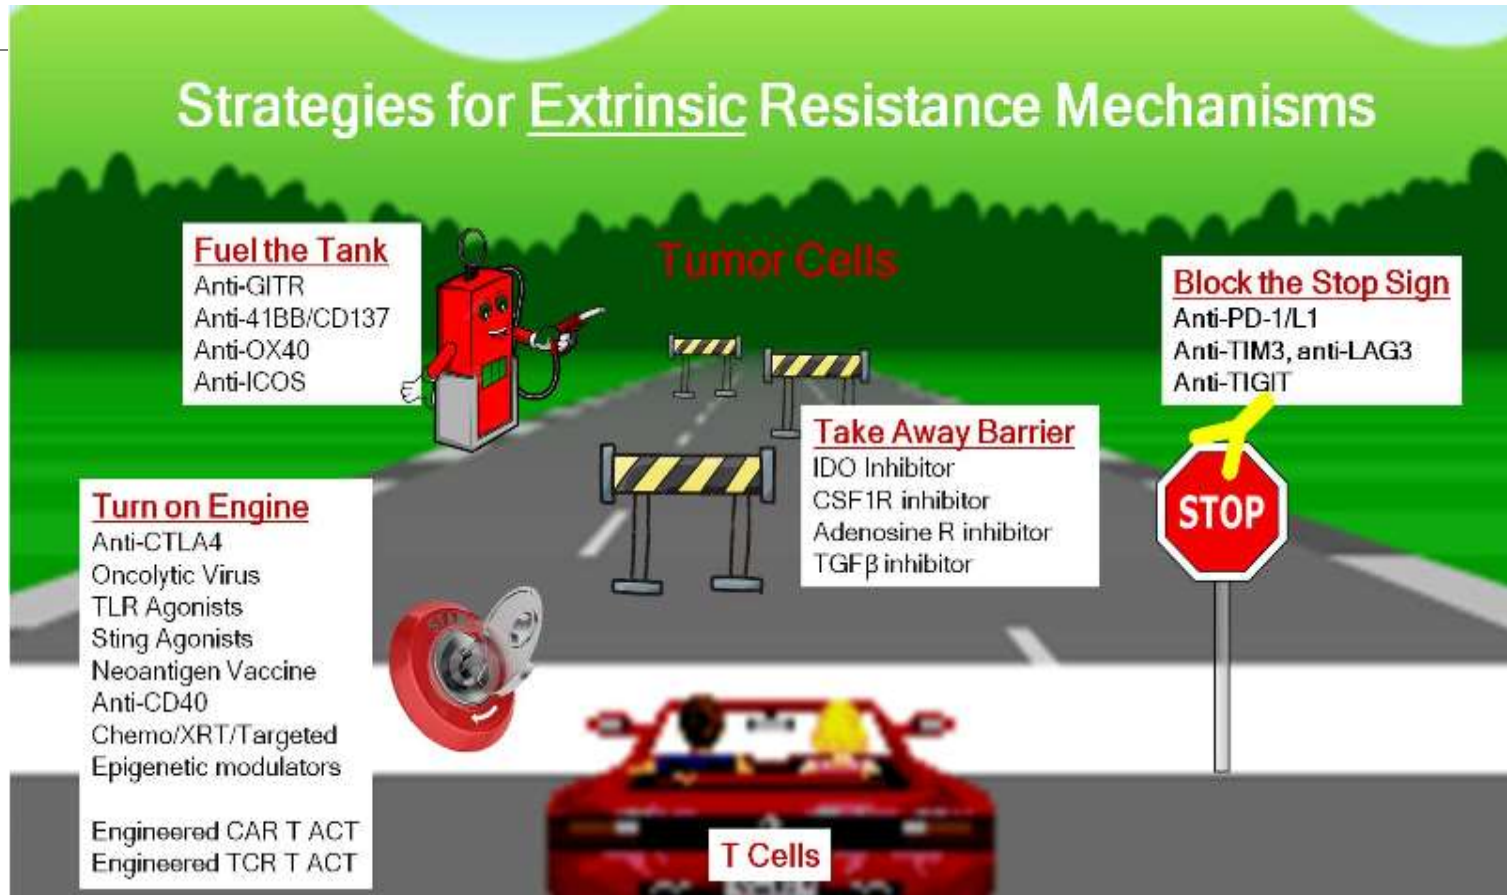 Strategies for Extrinsic Resistance Mechanisms
Fuel the Tank
Anti-GITR
Anti-41BB/CD137
Anti-OX40
Anti-ICOS
Tumor Cells
Block the Stop Sign
Anti-PD-1/L1
Anti-TIM3, anti-LAG3
Anti-TIGIT
Take Away Barrier
IDO Inhibitor
CSF1R inhibitor
Adenosine R inhibitor
TGFβ inhibitor
STOP
Turn on Engine
Anti-CTLA4
Oncolytic Virus
TLR Agonists
Sting Agonists
Neoantigen Vaccine
Anti-CD40
Chemo/XRT/Targeted
Epigenetic modulators
Engineered CAR T ACT
Engineered TCR T ACT
T Cells